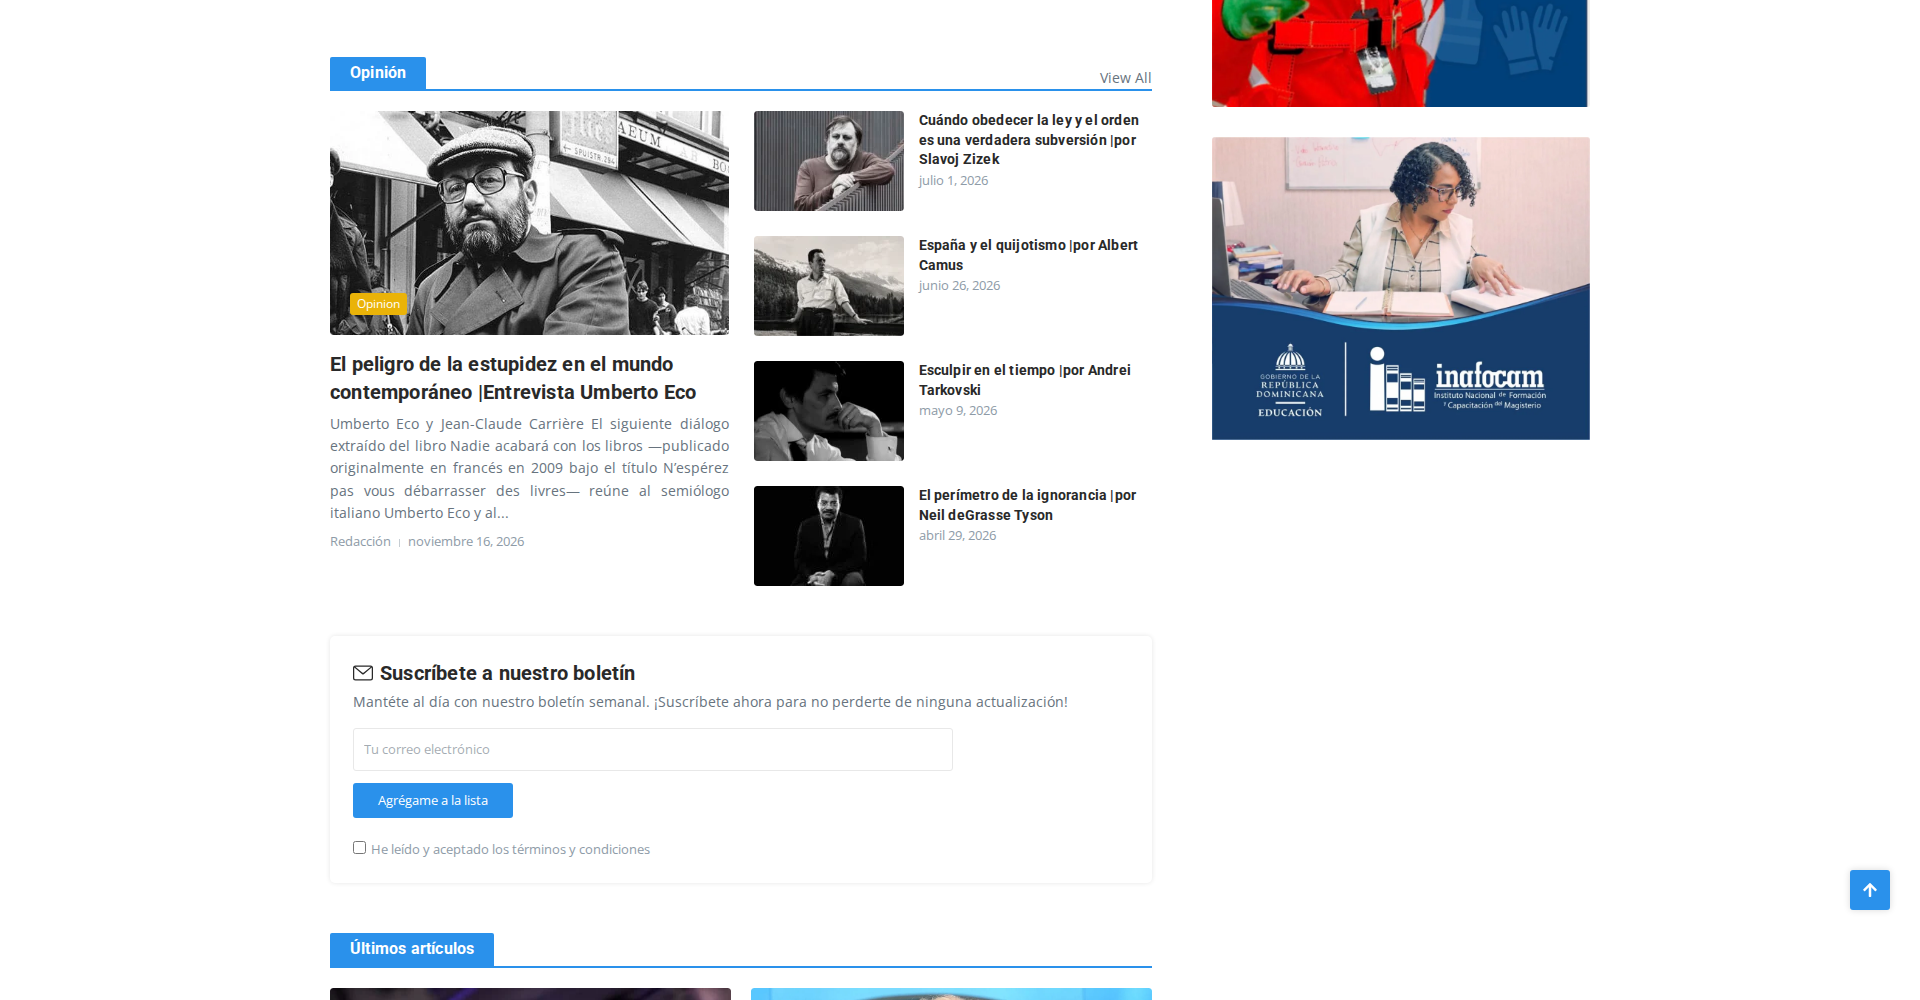 Opinión
View All
SPUISTR 294
Opinion
El peligro de la estupidez en el mundo
contemporáneo |Entrevista Umberto Eco
Umberto Eco y Jean-Claude Carrière El siguiente diálogo
extraído del libro Nadie acabará con los libros —publicado
originalmente en francés en 2009 bajo el título N’espérez
pas vous débarrasser des livres— reúne al semiólogo
italiano Umberto Eco y al...
Redacción
noviembre 16, 2026
Cuándo obedecer la ley y el orden
es una verdadera subversión |por
Slavoj Zizek
julio 1, 2026
España y el quijotismo |por Albert
Camus
junio 26, 2026
Esculpir en el tiempo |por Andrei
Tarkovski
mayo 9, 2026
El perímetro de la ignorancia |por
Neil deGrasse Tyson
abril 29, 2026
Suscríbete a nuestro boletín
Mantéte al día con nuestro boletín semanal. ¡Suscríbete ahora para no perderte de ninguna actualización!
Tu correo electrónico
Agrégame a la lista
He leído y aceptado los términos y condiciones
Últimos artículos
GOBIERNO DE LA
REPÚBLICA
DOMINICANA
EDUCACIÓN
inafocam
Instituto Nacional de Formación
y Capacitación del Magisterio